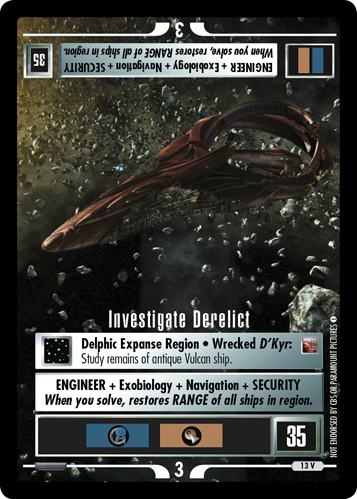 3
When you solve, restores RANGE of all ships in region.
ENGINEER + Exobiology + Navigation + SECURITY
35
Investigate Derelict
Delphic Expanse Region • Wrecked D'Kyr:
Study remains of antique Vulcan ship.
ENGINEER + Exobiology + Navigation + SECURITY
When you solve, restores RANGE of all ships in region.
35
3
13 V
NOT ENDORSED BY CBS OR PARAMOUNT PICTURES